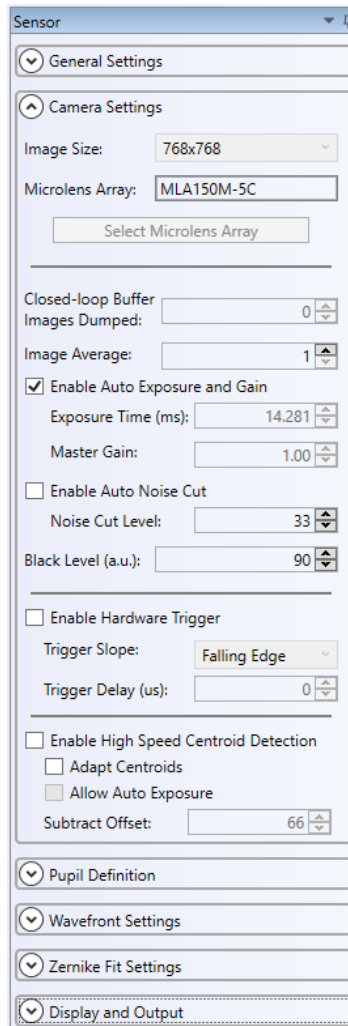 Sensor
General Settings
Camera Settings
Image Size: 768x768
Microlens Array: MLA150M-5C
Select Microlens Array
Closed-loop Buffer
Images Dumped: 0
Image Average: 1
Enable Auto Exposure and Gain
Exposure Time (ms): 14.281
Master Gain: 1.00
Enable Auto Noise Cut
Noise Cut Level: 33
Black Level (a.u.): 90
Enable Hardware Trigger
Trigger Slope: Falling Edge
Trigger Delay (us): 0
Enable High Speed Centroid Detection
Adapt Centroids
Allow Auto Exposure
Subtract Offset: 66
Pupil Definition
Wavefront Settings
Zernike Fit Settings
Display and Output